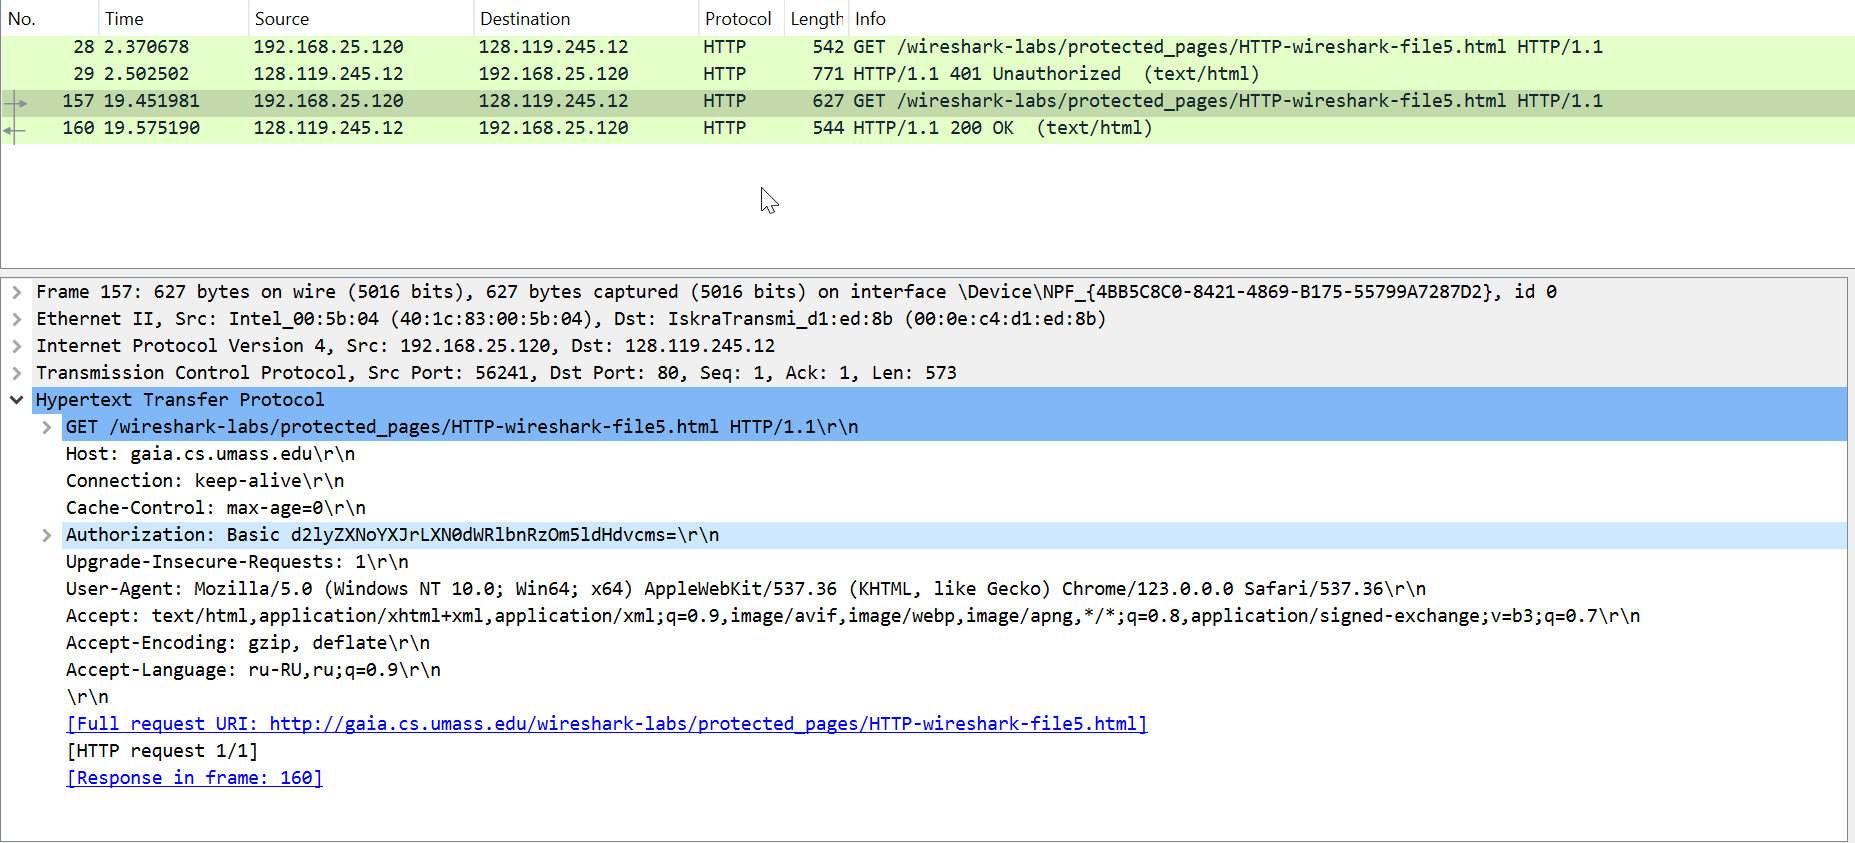 No. Time Source Destination Protocol Length Info
28 2.370678 192.168.25.120 128.119.245.12 HTTP 542 GET /wireshark-labs/protected_pages/HTTP-wireshark-file5.html HTTP/1.1
29 2.502502 128.119.245.12 192.168.25.120 HTTP 771 HTTP/1.1 401 Unauthorized (text/html)
157 19.451981 192.168.25.120 128.119.245.12 HTTP 627 GET /wireshark-labs/protected_pages/HTTP-wireshark-file5.html HTTP/1.1
160 19.575190 128.119.245.12 192.168.25.120 HTTP 544 HTTP/1.1 200 OK (text/html)
Frame 157: 627 bytes on wire (5016 bits), 627 bytes captured (5016 bits) on interface \Device\NPF_{4BB5C8C0-8421-4869-B175-55799A7287D2}, id 0
Ethernet II, Src: Intel_00:5b:04 (40:1c:83:00:5b:04), Dst: IskraTransmi_d1:ed:8b (00:0e:c4:d1:ed:8b)
Internet Protocol Version 4, Src: 192.168.25.120, Dst: 128.119.245.12
Transmission Control Protocol, Src Port: 56241, Dst Port: 80, Seq: 1, Ack: 1, Len: 573
Hypertext Transfer Protocol
GET /wireshark-labs/protected_pages/HTTP-wireshark-file5.html HTTP/1.1\r\n
Host: gaia.cs.umass.edu\r\n
Connection: keep-alive\r\n
Cache-Control: max-age=0\r\n
Authorization: Basic d2lyZXNoYXJrLXN0dWRlbnRzOm5ldHdvcms=\r\n
Upgrade-Insecure-Requests: 1\r\n
User-Agent: Mozilla/5.0 (Windows NT 10.0; Win64; x64) AppleWebKit/537.36 (KHTML, like Gecko) Chrome/123.0.0.0 Safari/537.36\r\n
Accept: text/html,application/xhtml+xml,application/xml;q=0.9,image/avif,image/webp,image/apng,*/*;q=0.8,application/signed-exchange;v=b3;q=0.7\r\n
Accept-Encoding: gzip, deflate\r\n
Accept-Language: ru-RU,ru;q=0.9\r\n
\r\n
[Full request URI: http://gaia.cs.umass.edu/wireshark-labs/protected_pages/HTTP-wireshark-file5.html]
[HTTP request 1/1]
[Response in frame: 160]